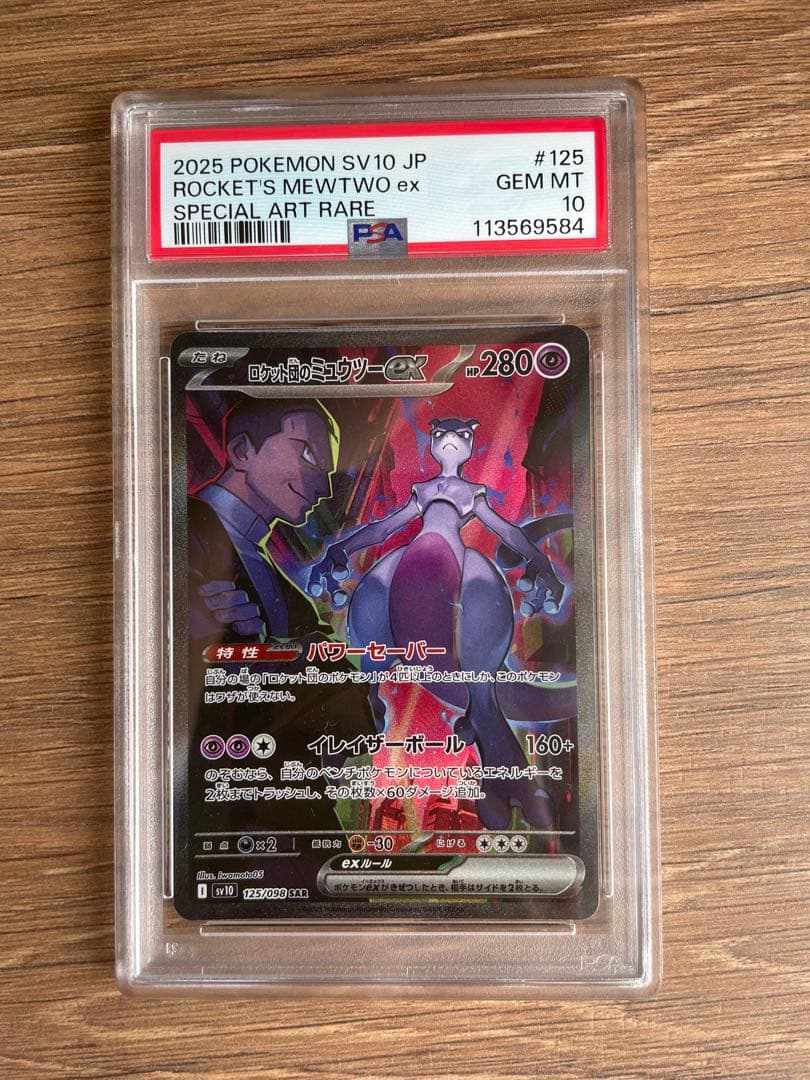 2025 POKEMON SV10 JP #125
ROCKET'S MEWTWO ex GEM MT
SPECIAL ART RARE 10
PSA 113569584
たね ロケット団のミュウツーex HP280
特性 パワーセーバー
自分の場の「ロケット団のポケモン」が4匹以上のときにしか、このポケモン
はワザが使えない。
イレイザーボール 160+
のぞむなら、自分のベンチポケモンについているエネルギーを
2枚までトラッシュし、その枚数×60ダメージ追加。
弱点 ×2 抵抗力 -30 にげる
Illus. Iwamoto05
exルール
I sv10 125/098 SAR
ポケモンexがきぜつしたとき、相手はサイドを2枚とる。
PSA